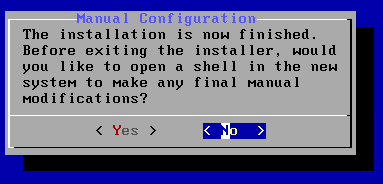 Manual Configuration
The installation is now finished.
Before exiting the installer, would
you like to open a shell in the new
system to make any final manual
modifications?
< Yes > < No >